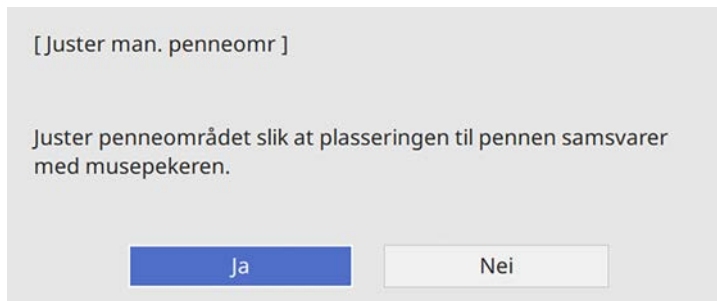 [ Juster man. penneomr ]
Juster penneområdet slik at plasseringen til pennen samsvarer
med musepekeren.
Ja
Nei